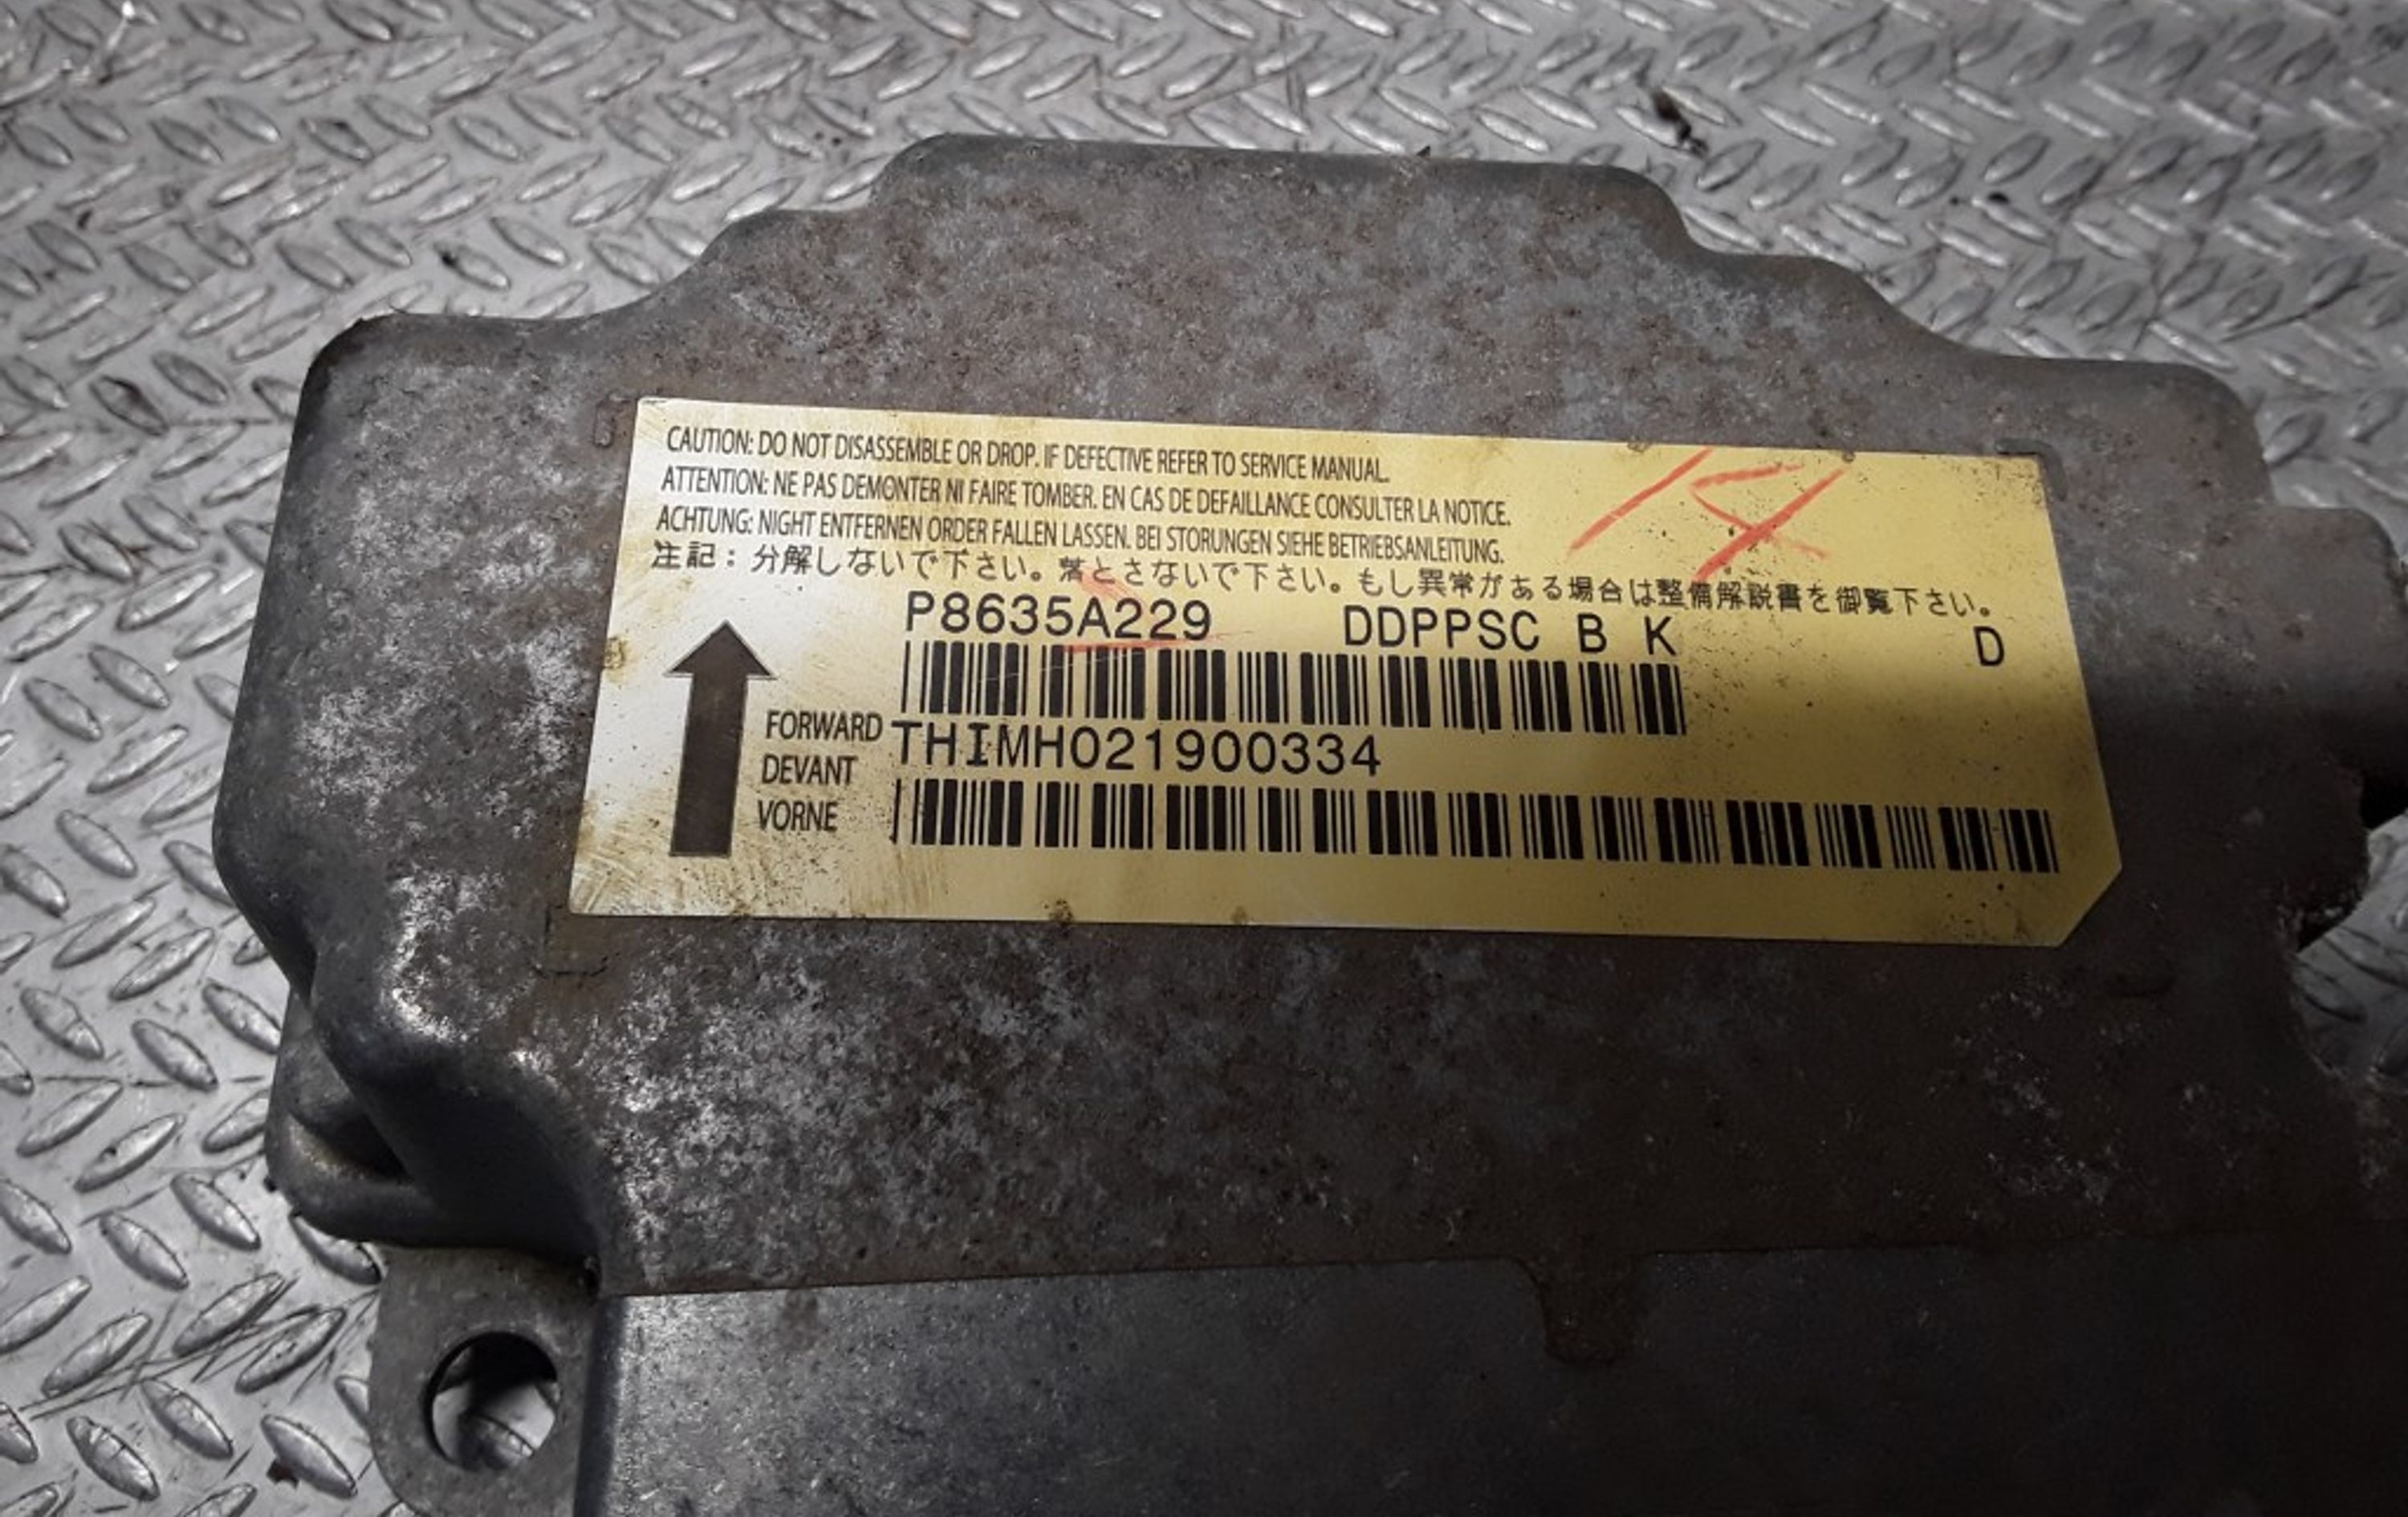 CAUTION: DO NOT DISASSEMBLE OR DROP. IF DEFECTIVE REFER TO SERVICE MANUAL.
ATTENTION: NE PAS DEMONTER NI FAIRE TOMBER. EN CAS DE DEFAILLANCE CONSULTER LA NOTICE.
ACHTUNG: NIGHT ENTFERNEN ORDER FALLEN LASSEN. BEI STORUNGEN SIEHE BETRIEBSANLEITUNG.
注記：分解しないで下さい。落とさないで下さい。もし異常がある場合は整備解説書を御覧下さい。
P8635A229 DDPPSC B K D
FORWARD THIMH021900334
DEVANT
VORNE